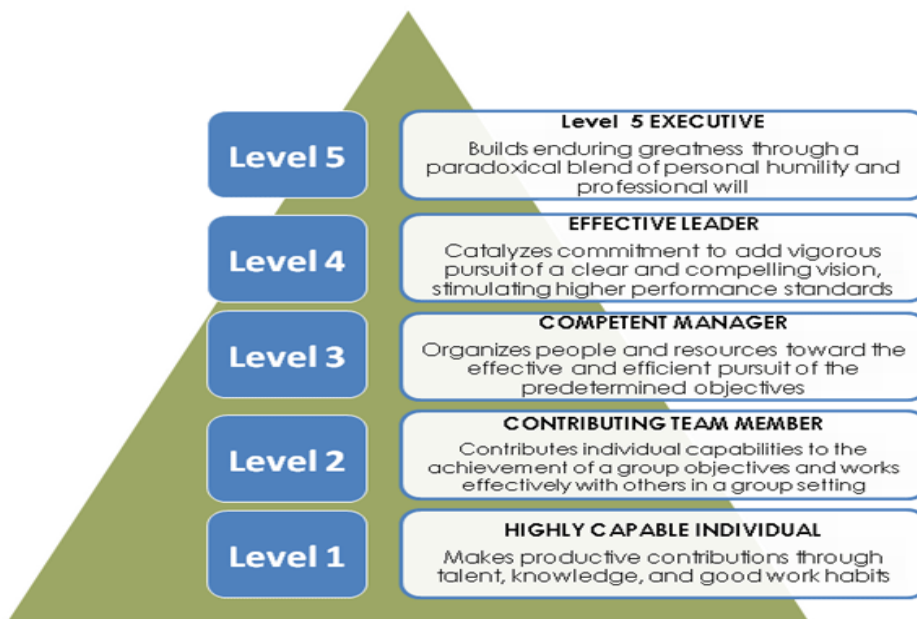 Level 5
Level 5 EXECUTIVE
Builds enduring greatness through a
paradoxical blend of personal humility and
professional will
Level 4
EFFECTIVE LEADER
Catalyzes commitment to add vigorous
pursuit of a clear and compelling vision,
stimulating higher performance standards
Level 3
COMPETENT MANAGER
Organizes people and resources toward the
effective and efficient pursuit of the
predetermined objectives
Level 2
CONTRIBUTING TEAM MEMBER
Contributes individual capabilities to the
achievement of a group objectives and works
effectively with others in a group setting
Level 1
HIGHLY CAPABLE INDIVIDUAL
Makes productive contributions through
talent, knowledge, and good work habits